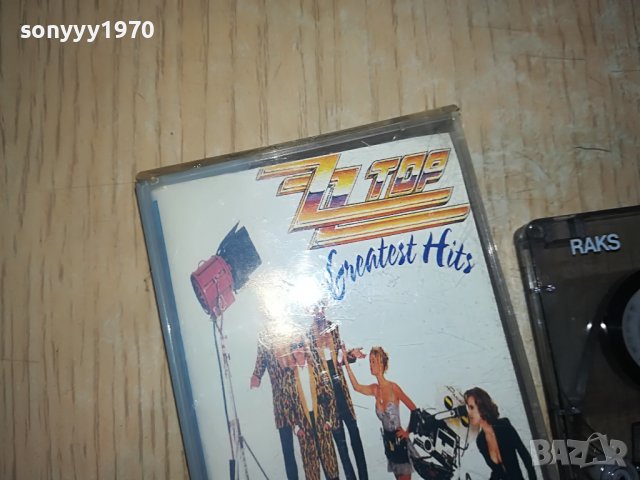 sonyyy1970
ZZ TOP
Greatest Hits
RAKS
BAZAR